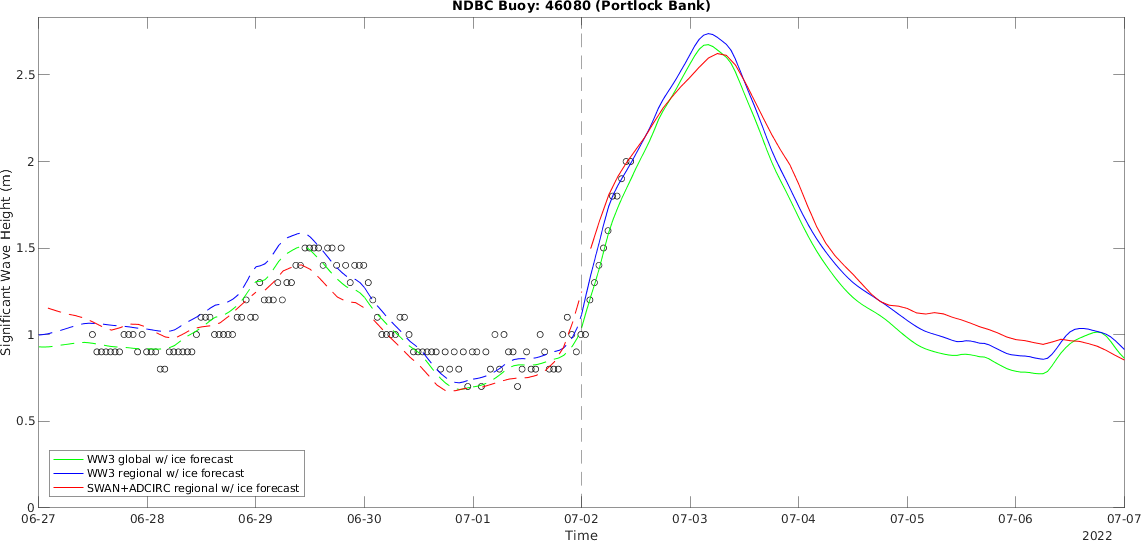 NDBC Buoy: 46080 (Portlock Bank)
2.5
2
1.5
1
0.5
0
Significant Wave Height (m)
WW3 global w/ ice forecast
WW3 regional w/ ice forecast
SWAN+ADCIRC regional w/ ice forecast
06-27 06-28 06-29 06-30 07-01 07-02 07-03 07-04 07-05 07-06 07-07
Time
2022